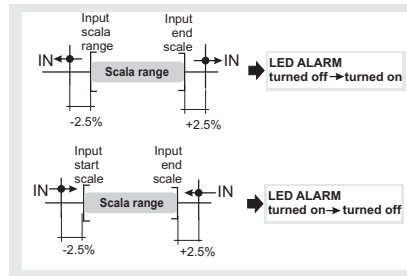 Input
scala
range
Input
end
scale
IN
IN
Scala range
-2.5%
+2.5%
LED ALARM
turned off→turned on
Input
start
scale
Input
end
scale
IN
IN
Scala range
-2.5%
+2.5%
LED ALARM
turned on→turned off